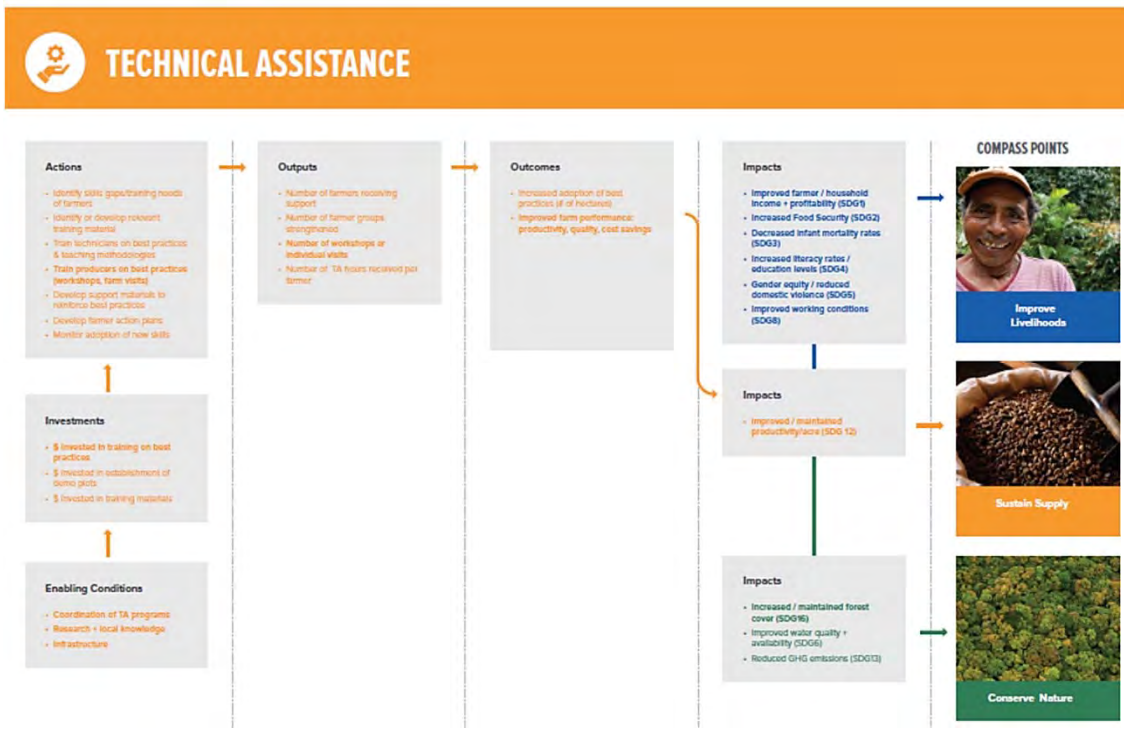 TECHNICAL ASSISTANCE
Actions
• Identify skills gaps/training needs
of farmers
• Identify or develop relevant
training material
• Train technicians on best practices
& teaching methodologies
• Train producers on best practices
(workshops, farm visits)
• Develop support materials to
reinforce best practices
• Develop farmer action plans
• Monitor adoption of new skills
Investments
• $ Invested in training on best
practices
• $ Invested in establishment of
demo plots
• $ Invested in training materials
Enabling Conditions
• Coordination of TA programs
• Research + local knowledge
• Infrastructure
Outputs
• Number of farmers receiving
support
• Number of farmer groups
strengthened
• Number of workshops or
individual visits
• Number of TA hours received per
farmer
Outcomes
• Increased adoption of best
practices (# of hectares)
• Improved farm performance:
productivity, quality, cost savings
Impacts
• Improved farmer / household
income + profitability (SDG1)
• Increased Food Security (SDG2)
• Decreased infant mortality rates
(SDG3)
• Increased literacy rates /
education levels (SDG4)
• Gender equity / reduced
domestic violence (SDG5)
• Improved working conditions
(SDG8)
Impacts
• Improved / maintained
productivity/acre (SDG 12)
Impacts
• Increased / maintained forest
cover (SDG16)
• Improved water quality +
availability (SDG6)
• Reduced GHG emissions (SDG13)
COMPASS POINTS
Improve
Livelihoods
Sustain Supply
Conserve Nature